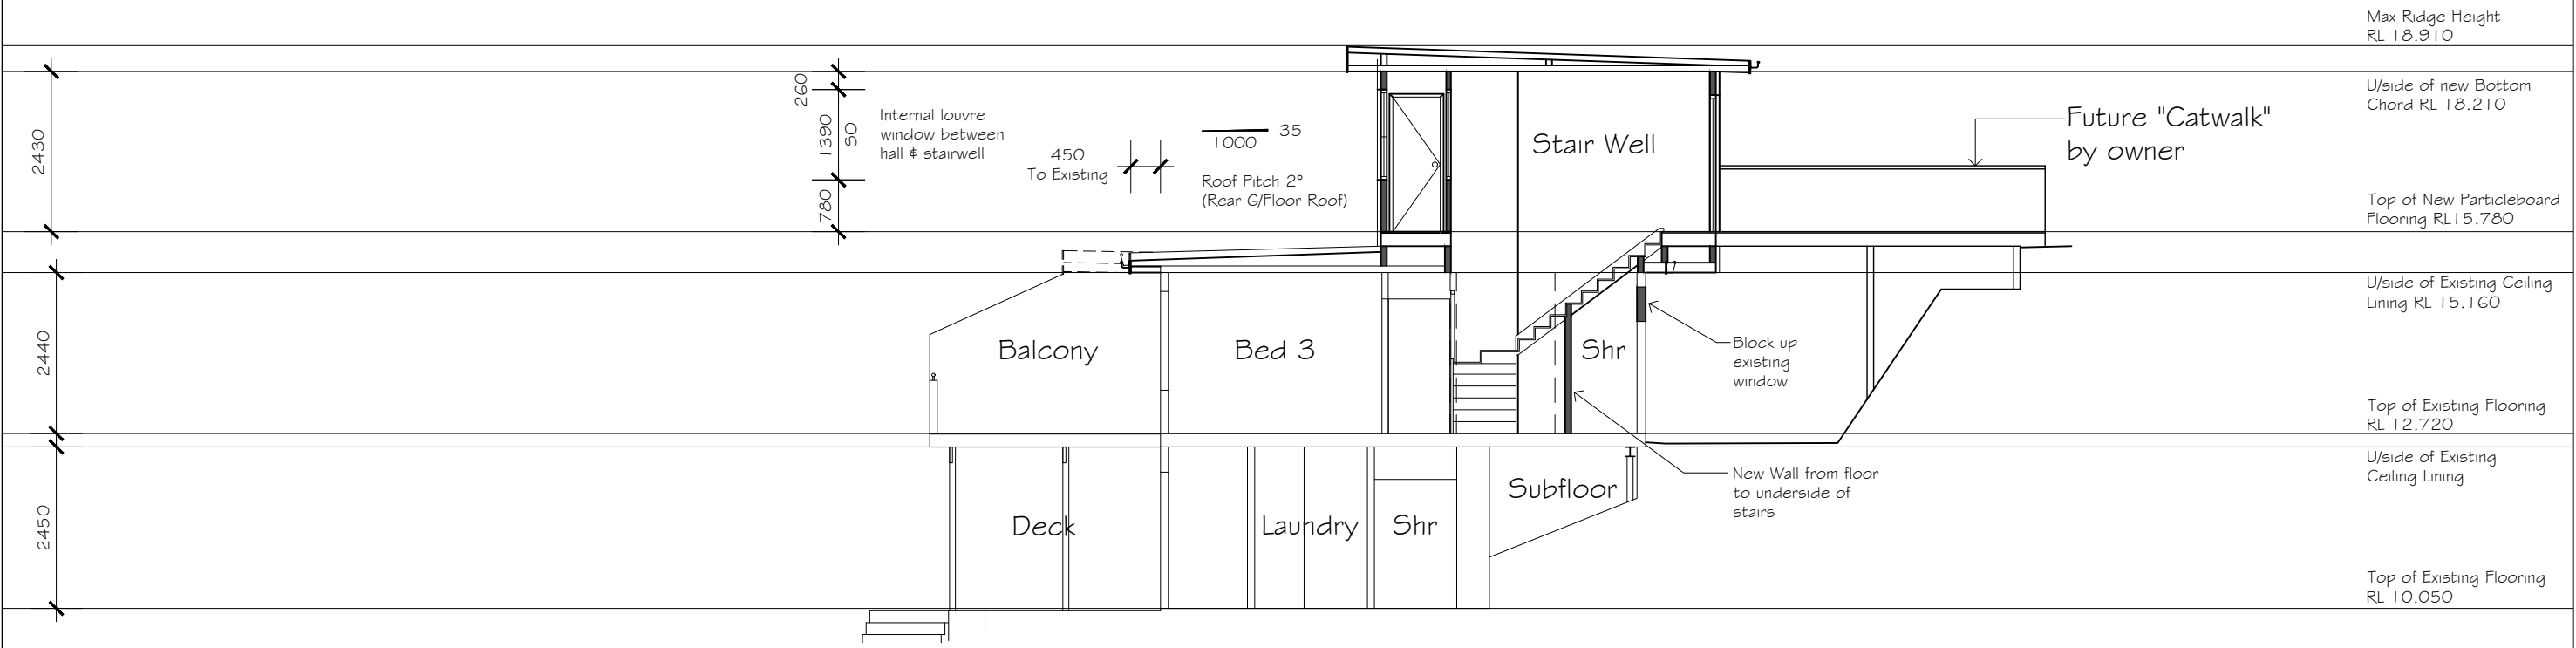 Max Ridge Height
RL 18.910
U/side of new Bottom
Chord RL 18.210
Top of New Particleboard
Flooring RL15.780
U/side of Existing Ceiling
Lining RL 15.160
Top of Existing Flooring
RL 12.720
U/side of Existing
Ceiling Lining
Top of Existing Flooring
RL 10.050
2430
2440
2450
260
1390
50
780
Internal louvre
window between
hall & stairwell
450
To Existing
35
1000
Roof Pitch 2°
(Rear G/Floor Roof)
Stair Well
Future "Catwalk"
by owner
Balcony
Bed 3
Shr
Block up
existing
window
New Wall from floor
to underside of
stairs
Deck
Laundry
Shr
Subfloor